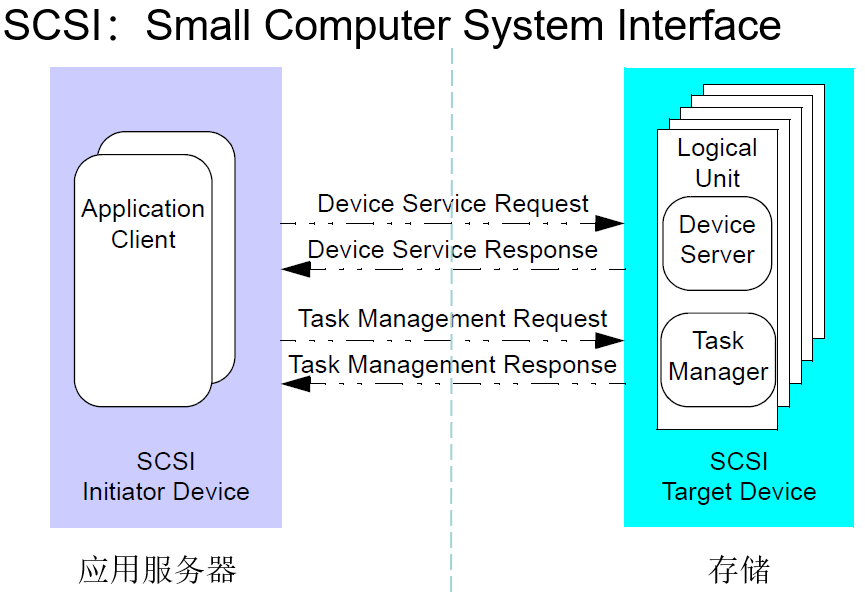 SCSI：Small Computer System Interface
Application
Client
SCSI
Initiator Device
应用服务器
Device Service Request
Device Service Response
Task Management Request
Task Management Response
Logical
Unit
Device
Server
Task
Manager
SCSI
Target Device
存储